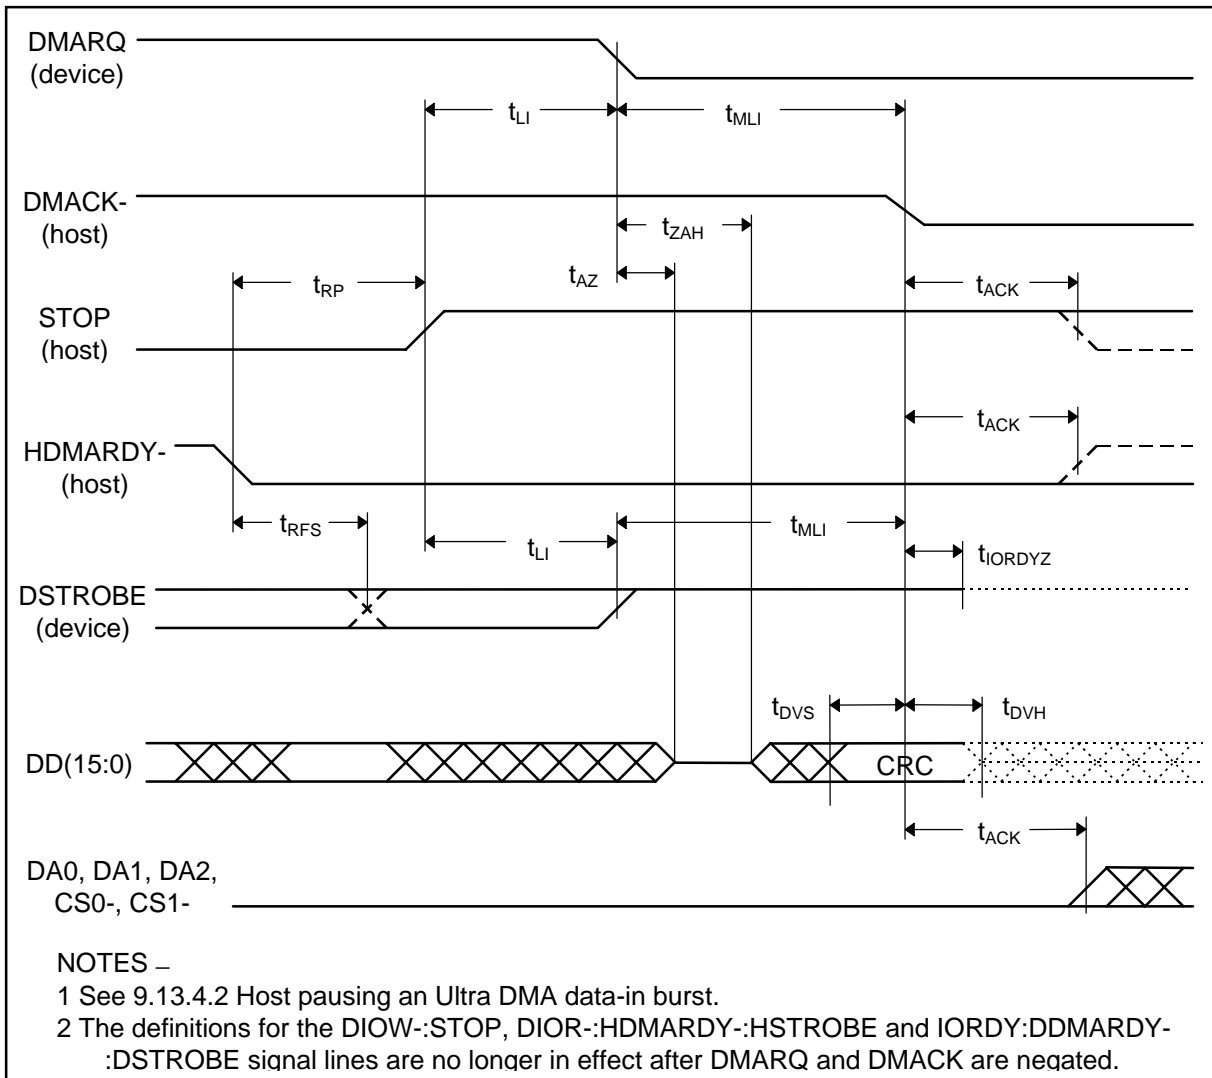 DMARQ
(device)
tLI
tMLI
DMACK-
(host)
tZAH
tAZ
tRP
tACK
STOP
(host)
tACK
HDMARDY-
(host)
tRFS
tLI
tMLI
tIORDYZ
DSTROBE
(device)
tDVS
tDVH
DD(15:0)
CRC
tACK
DA0, DA1, DA2,
CS0-, CS1-
NOTES –
1 See 9.13.4.2 Host pausing an Ultra DMA data-in burst.
2 The definitions for the DIOW-:STOP, DIOR-:HDMARDY-:HSTROBE and IORDY:DDMARDY-
:DSTROBE signal lines are no longer in effect after DMARQ and DMACK are negated.